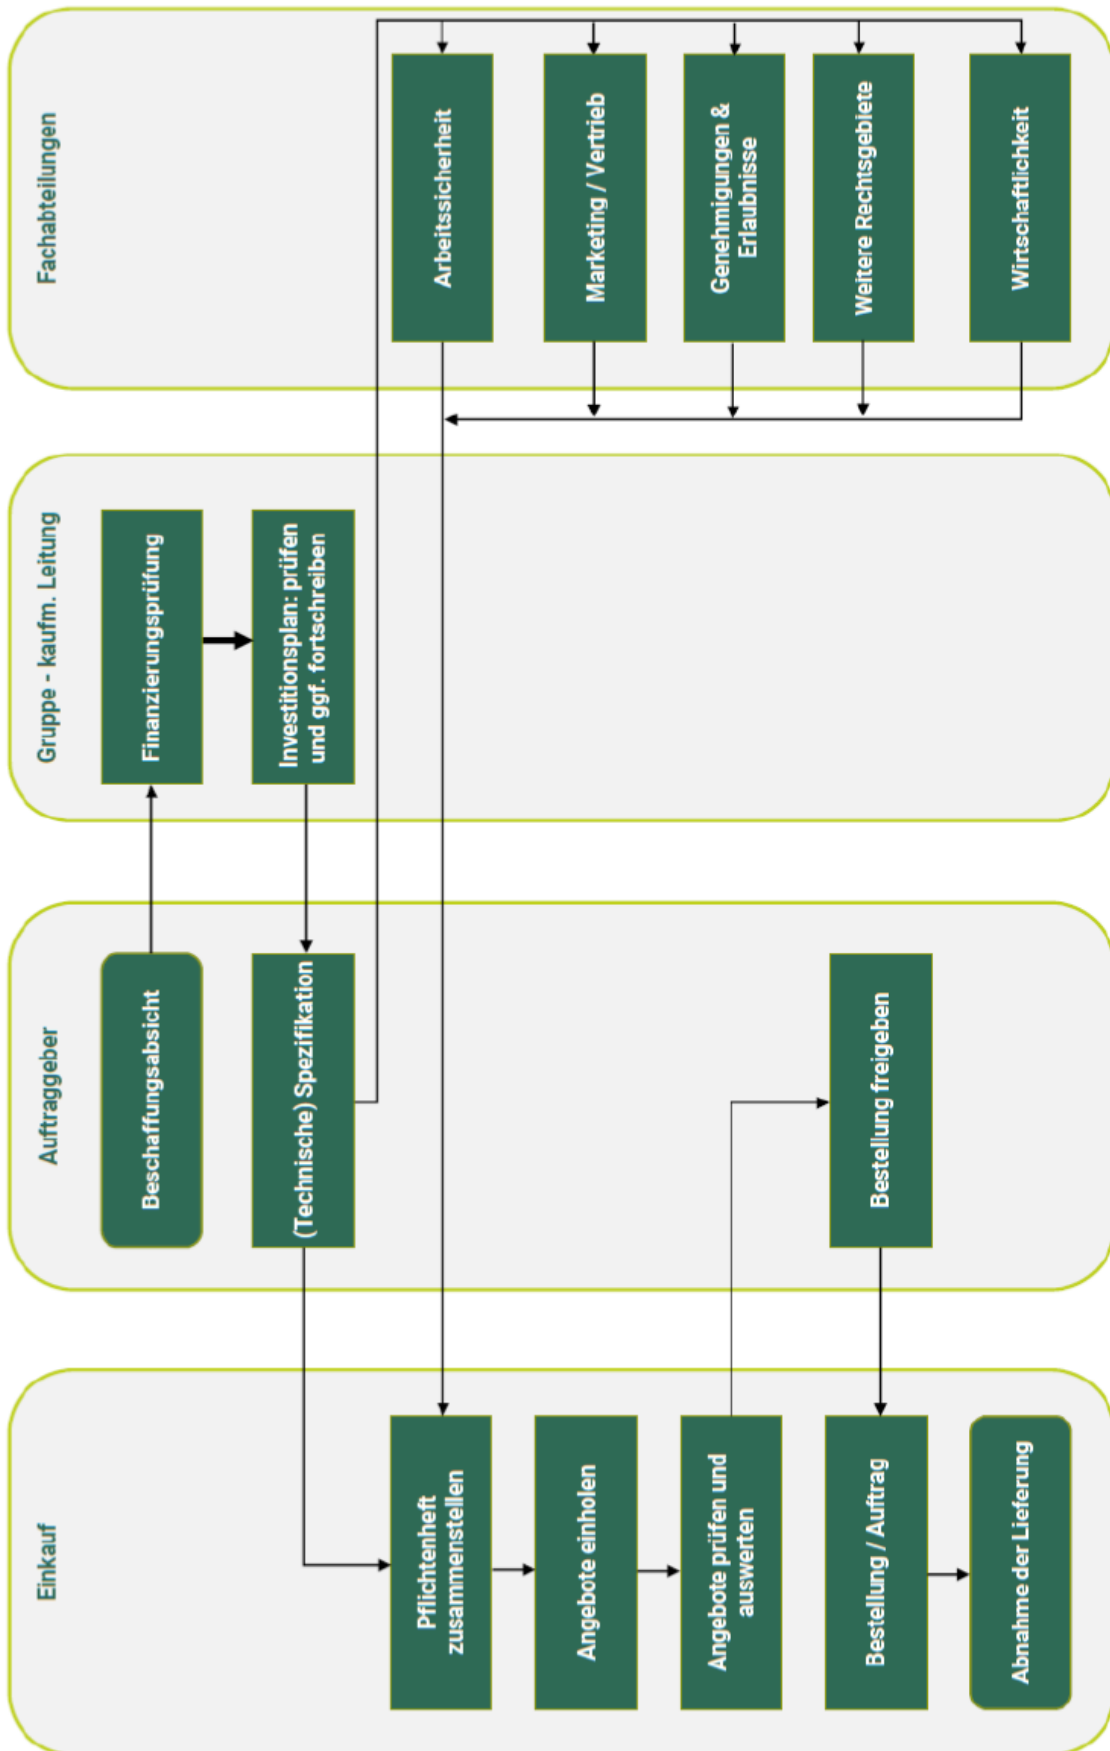 Einkauf
Pflichtenheft
zusammenstellen
Angebote einholen
Angebote prüfen und
auswerten
Bestellung / Auftrag
Abnahme der Lieferung
Auftraggeber
Beschaffungsabsicht
(Technische) Spezifikation
Bestellung freigeben
Gruppe - kaufm. Leitung
Finanzierungsprüfung
Investitionsplan: prüfen
und ggf. fortschreiben
Fachabteilungen
Arbeitssicherheit
Marketing / Vertrieb
Genehmigungen &
Erlaubnisse
Weitere Rechtsgebiete
Wirtschaftlichkeit